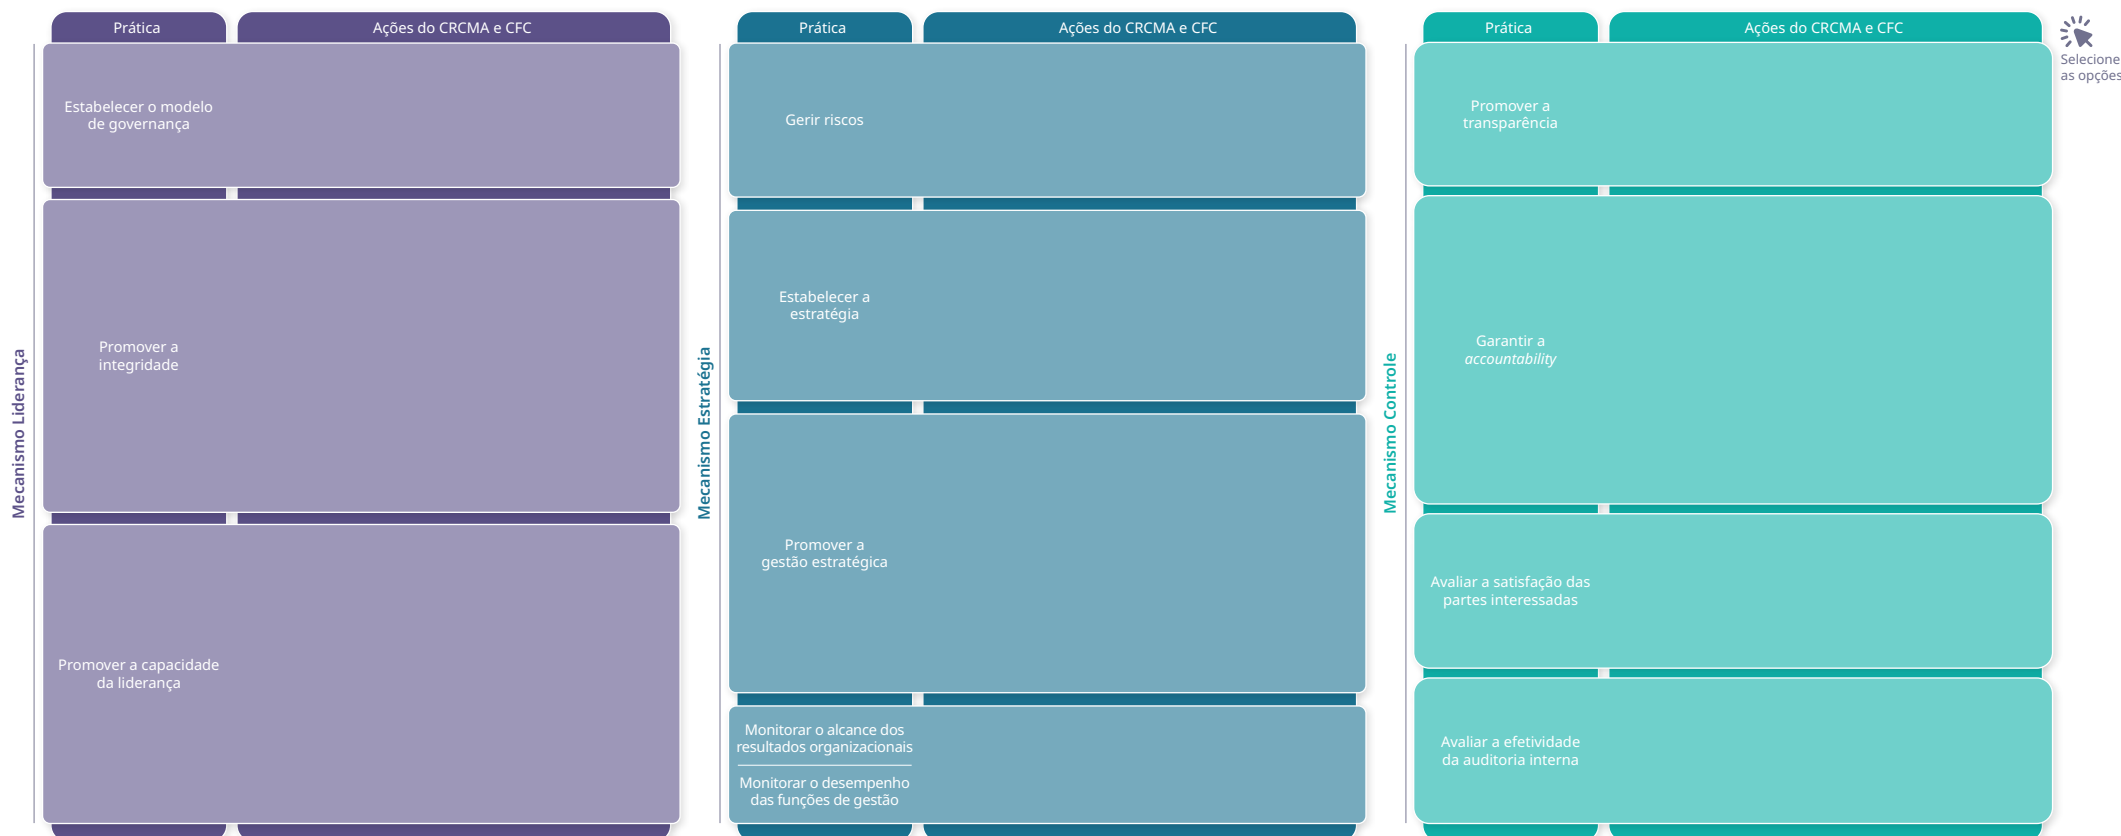 Mecanismo Liderança
Prática
Ações do CRCMA e CFC
Estabelecer o modelo
de governança
Promover a
integridade
Promover a capacidade
da liderança
Mecanismo Estratégia
Prática
Ações do CRCMA e CFC
Gerir riscos
Estabelecer a
estratégia
Promover a
gestão estratégica
Monitorar o alcance dos
resultados organizacionais
Monitorar o desempenho
das funções de gestão
Mecanismo Controle
Prática
Ações do CRCMA e CFC
Promover a
transparência
Garantir a
accountability
Avaliar a satisfação das
partes interessadas
Avaliar a efetividade
da auditoria interna
Selecione
as opções